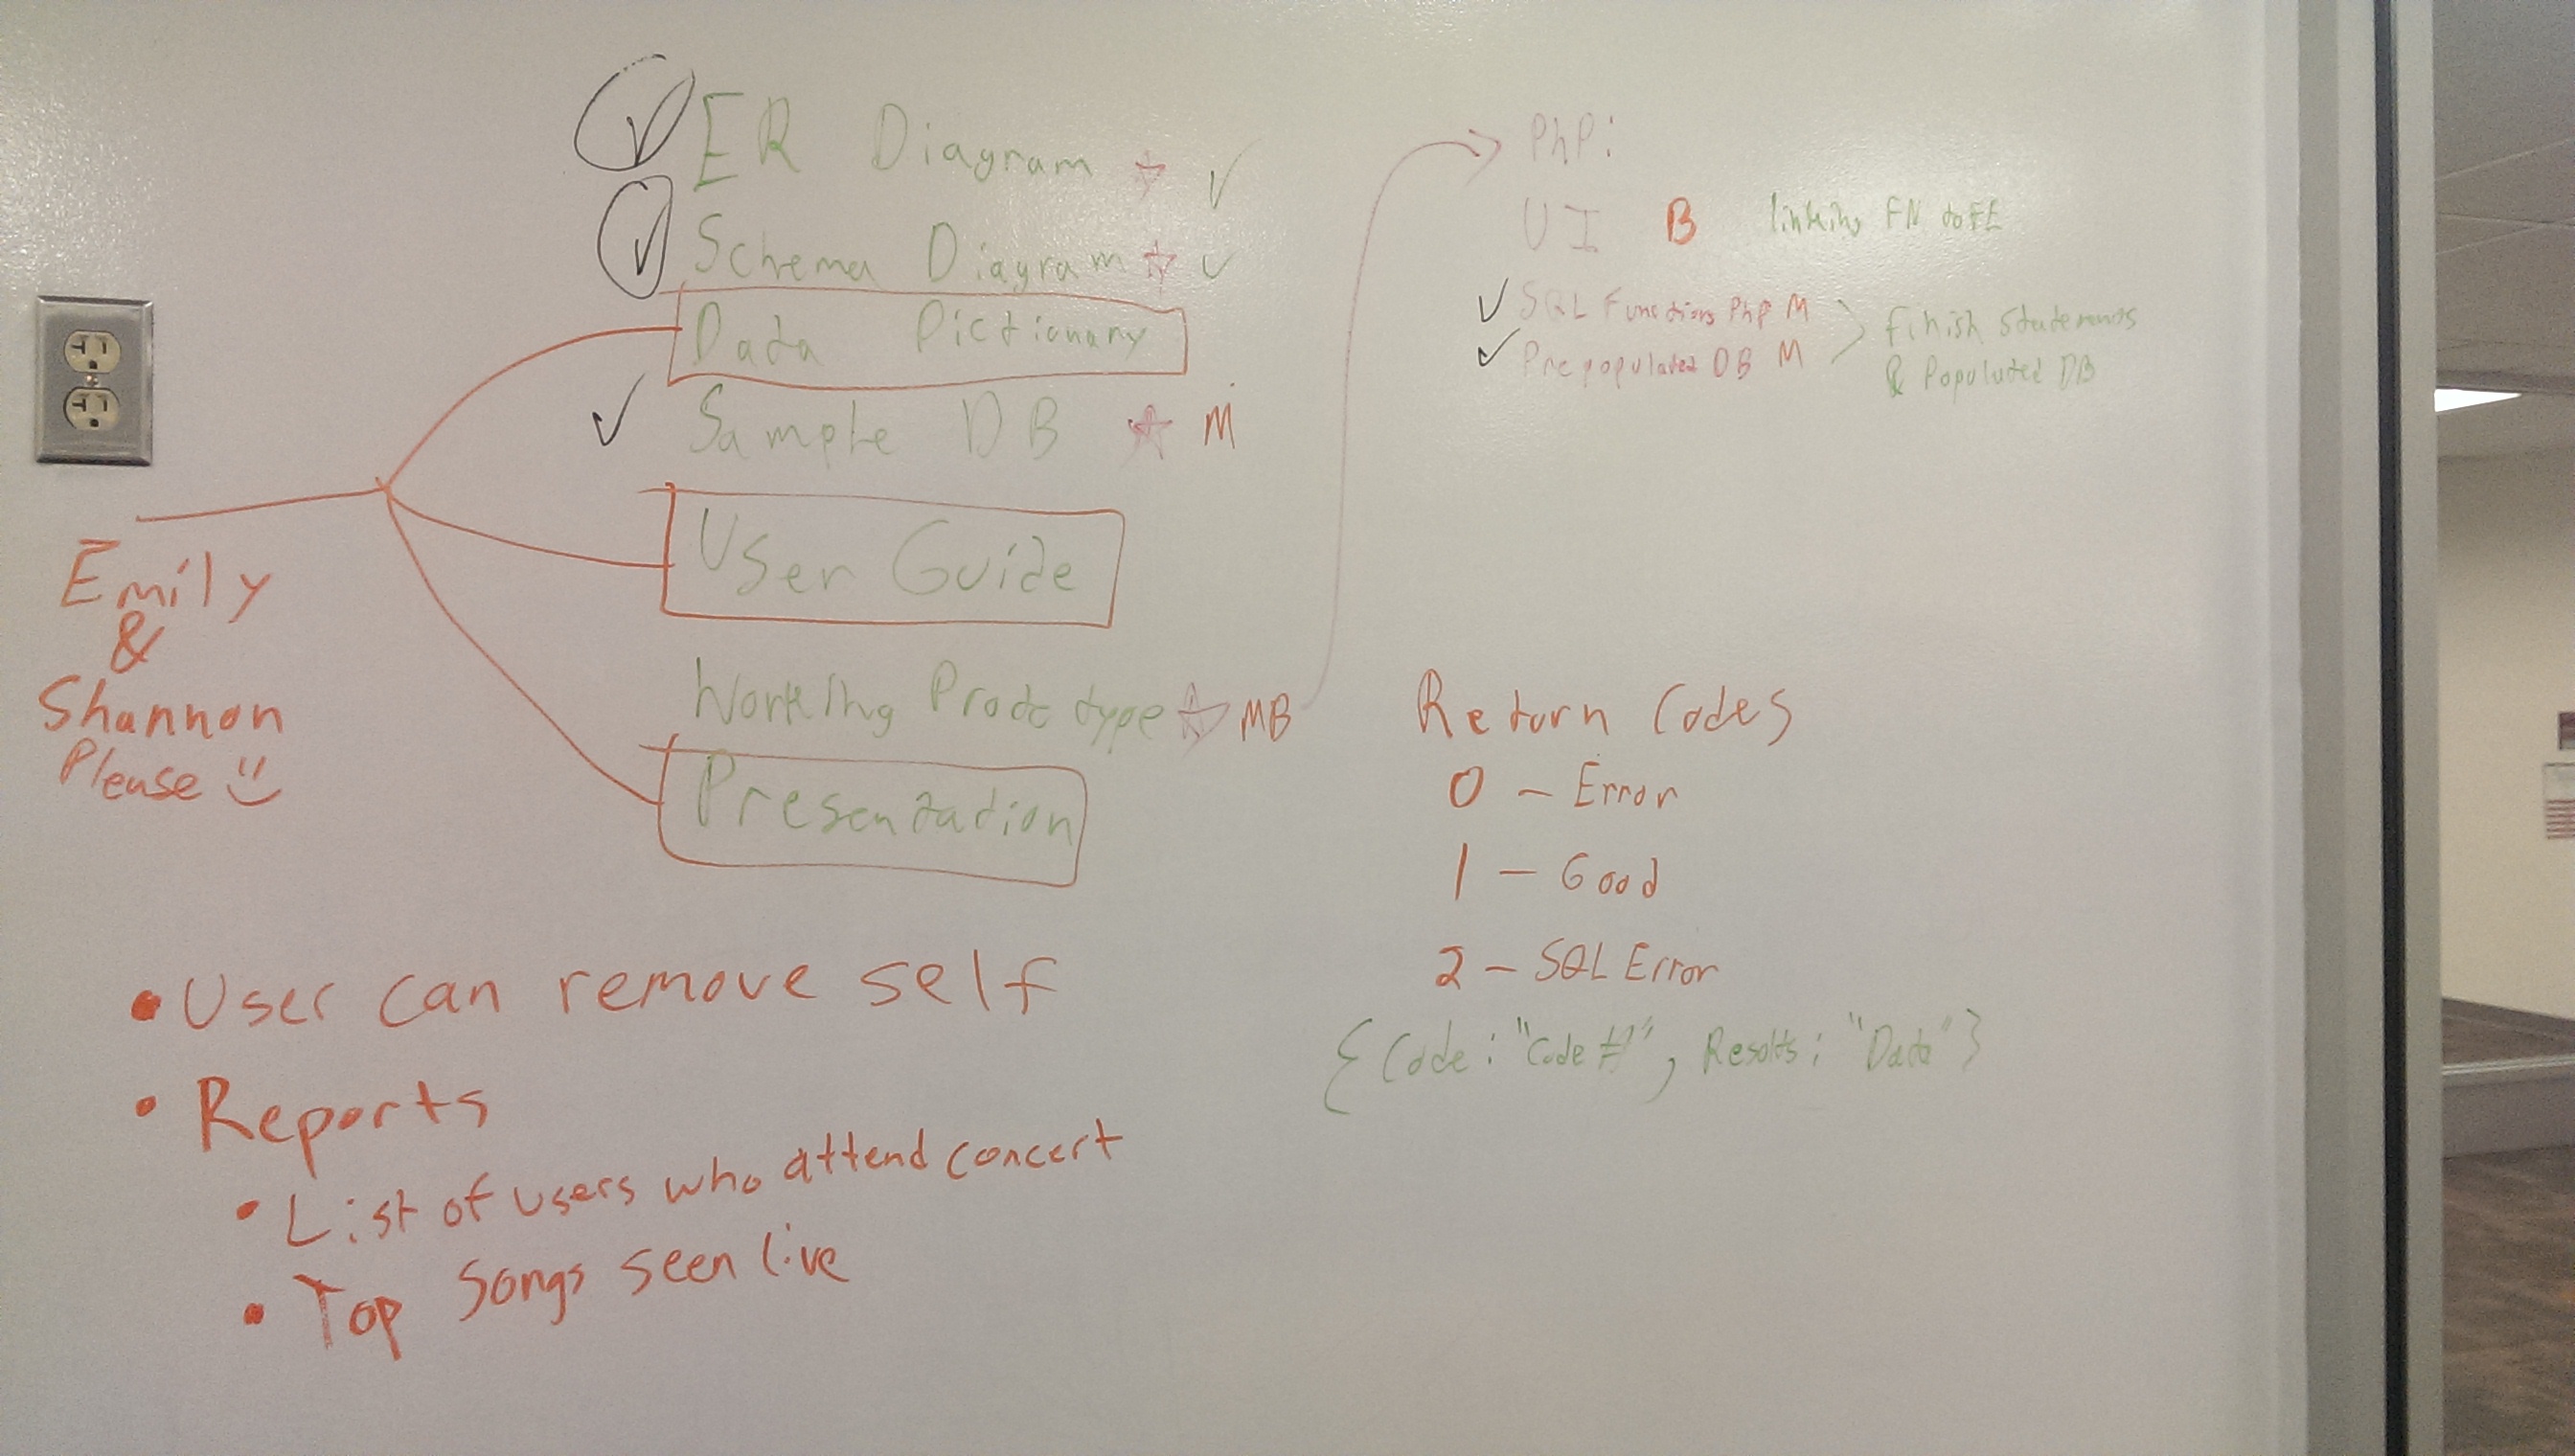 ER Diagram
Schema Diagram
Data Dictionary
Sample DB M
User Guide
Working Prototype MB
Presentation
Emily
&
Shannon
Please
PhP:
UI B linking FN to FE
SQL Functions PhP M
Prepopulated DB M
Finish Statements
& Populated DB
Return Codes
0 - Error
1 - Good
2 - SQL Error
{ Code : "Code #", Results : "Data" }
• User can remove self
• Reports
• List of users who attend concert
• Top Songs seen live